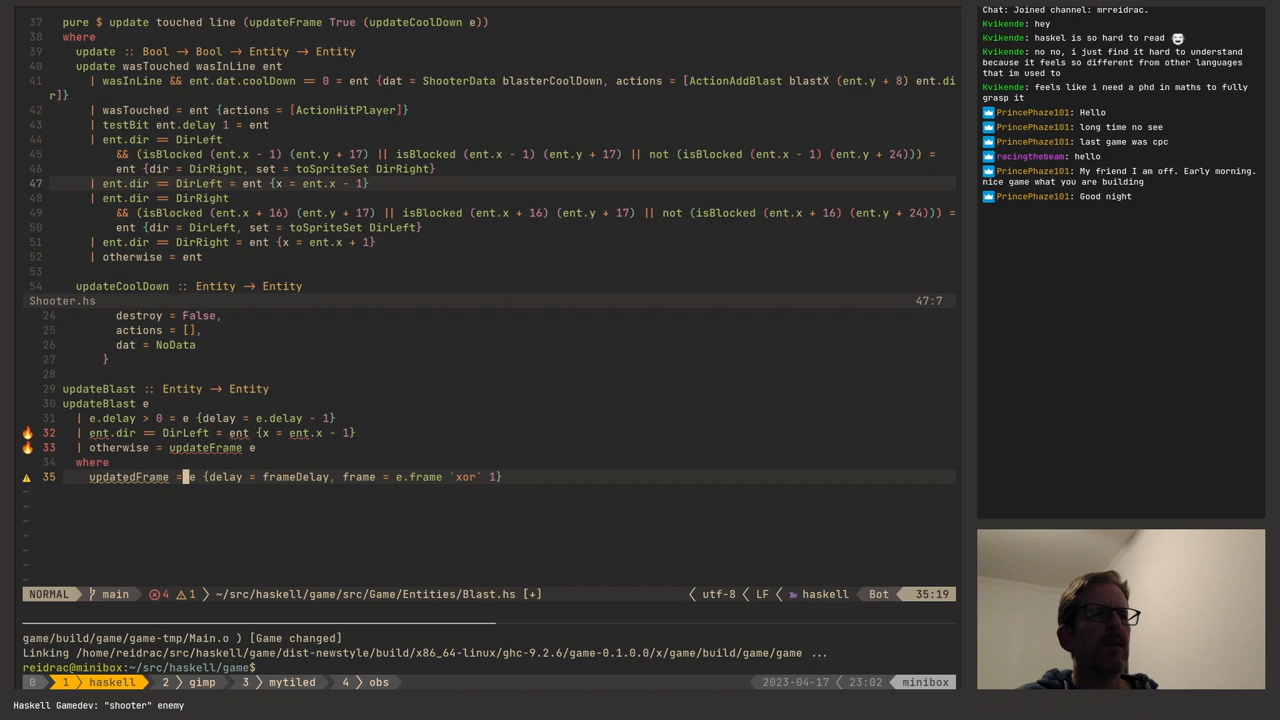 37 pure $ update touched line (updateFrame True (updateCoolDown e))
38 where
39 update :: Bool → Bool → Entity → Entity
40 update wasTouched wasInLine ent
41 | wasInLine && ent.dat.coolDown == 0 = ent {dat = ShooterData blasterCoolDown, actions = [ActionAddBlast blastX (ent.y + 8) ent.di
r]}
42 | wasTouched = ent {actions = [ActionHitPlayer]}
43 | testBit ent.delay 1 = ent
44 | ent.dir == DirLeft
45 && (isBlocked (ent.x - 1) (ent.y + 17) || isBlocked (ent.x - 1) (ent.y + 17) || not (isBlocked (ent.x - 1) (ent.y + 24))) =
46 ent {dir = DirRight, set = toSpriteSet DirRight}
47 | ent.dir == DirLeft = ent {x = ent.x - 1}
48 | ent.dir == DirRight
49 && (isBlocked (ent.x + 16) (ent.y + 17) || isBlocked (ent.x + 16) (ent.y + 17) || not (isBlocked (ent.x + 16) (ent.y + 24))) =
50 ent {dir = DirLeft, set = toSpriteSet DirLeft}
51 | ent.dir == DirRight = ent {x = ent.x + 1}
52 | otherwise = ent
53
54 updateCoolDown :: Entity → Entity
Shooter.hs 47:7
24 destroy = False,
25 actions = [],
26 dat = NoData
27 }
28
29 updateBlast :: Entity → Entity
30 updateBlast e
31 | e.delay > 0 = e {delay = e.delay - 1}
🔥 32 | ent.dir == DirLeft = ent {x = ent.x - 1}
🔥 33 | otherwise = updateFrame e
34 where
⚠ 35 updatedFrame = e {delay = frameDelay, frame = e.frame `xor` 1}
~
~
~
~
~
~
~
NORMAL main 4 1 ~/src/haskell/game/src/Game/Entities/Blast.hs [+] utf-8 LF haskell Bot 35:19
game/build/game/game-tmp/Main.o ) [Game changed]
Linking /home/reidrac/src/haskell/game/dist-newstyle/build/x86_64-linux/ghc-9.2.6/game-0.1.0.0/x/game/build/game/game ...
reidrac@minibox:~/src/haskell/game$
0 1 haskell 2 gimp 3 mytiled 4 obs 2023-04-17 23:02 minibox
Haskell Gamedev: "shooter" enemy
Chat: Joined channel: mrreidrac.
Kvikende: hey
Kvikende: haskel is so hard to read
Kvikende: no no, i just find it hard to understand
because it feels so different from other languages
that im used to
Kvikende: feels like i need a phd in maths to fully
grasp it
PrincePhaze101: Hello
PrincePhaze101: long time no see
PrincePhaze101: last game was cpc
racingthebeam: hello
PrincePhaze101: My friend I am off. Early morning.
nice game what you are building
PrincePhaze101: Good night